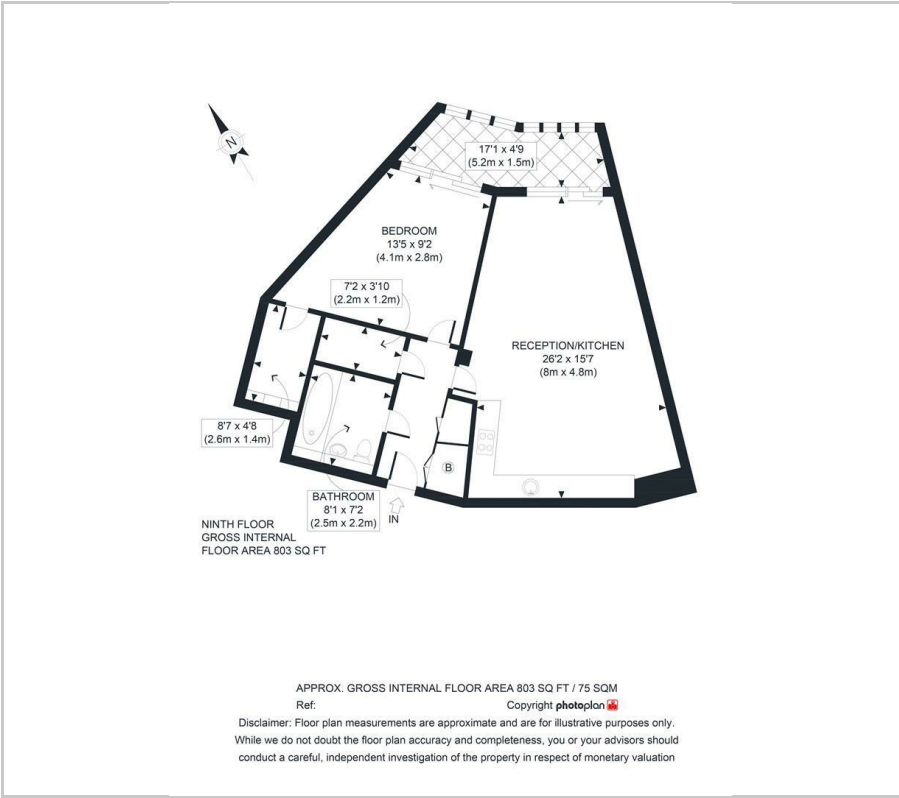 N
17'1 x 4'9
(5.2m x 1.5m)
BEDROOM
13'5 x 9'2
(4.1m x 2.8m)
7'2 x 3'10
(2.2m x 1.2m)
RECEPTION/KITCHEN
26'2 x 15'7
(8m x 4.8m)
8'7 x 4'8
(2.6m x 1.4m)
B
BATHROOM
8'1 x 7'2
(2.5m x 2.2m)
IN
NINTH FLOOR
GROSS INTERNAL
FLOOR AREA 803 SQ FT
APPROX. GROSS INTERNAL FLOOR AREA 803 SQ FT / 75 SQM
Ref: Copyright photoplan
Disclaimer: Floor plan measurements are approximate and are for illustrative purposes only.
While we do not doubt the floor plan accuracy and completeness, you or your advisors should
conduct a careful, independent investigation of the property in respect of monetary valuation